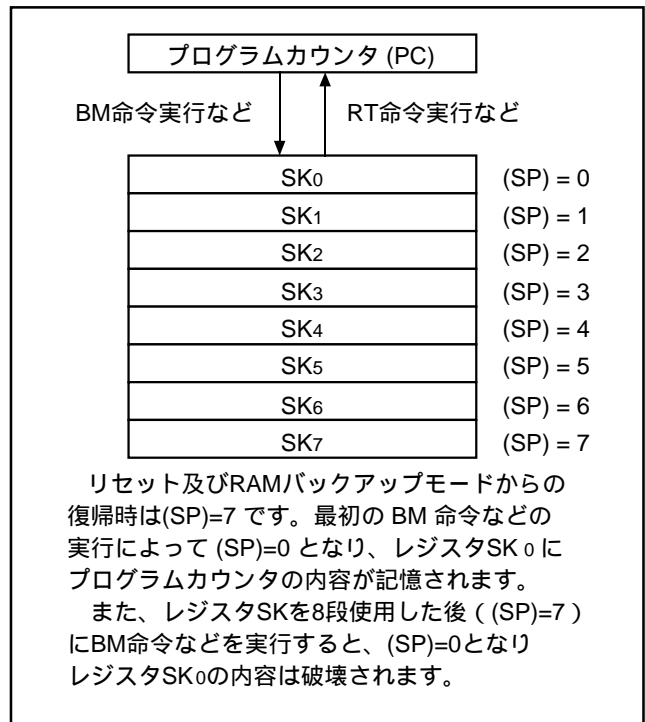 プログラムカウンタ (PC)
BM命令実行など RT命令実行など
SK0 (SP) = 0
SK1 (SP) = 1
SK2 (SP) = 2
SK3 (SP) = 3
SK4 (SP) = 4
SK5 (SP) = 5
SK6 (SP) = 6
SK7 (SP) = 7
リセット及びRAMバックアップモードからの
復帰時は(SP)=7 です。最初の BM 命令などの
実行によって (SP)=0 となり、レジスタSK 0 に
プログラムカウンタの内容が記憶されます。
また、レジスタSKを8段使用した後（(SP)=7）
にBM命令などを実行すると、(SP)=0となり
レジスタSK0の内容は破壊されます。